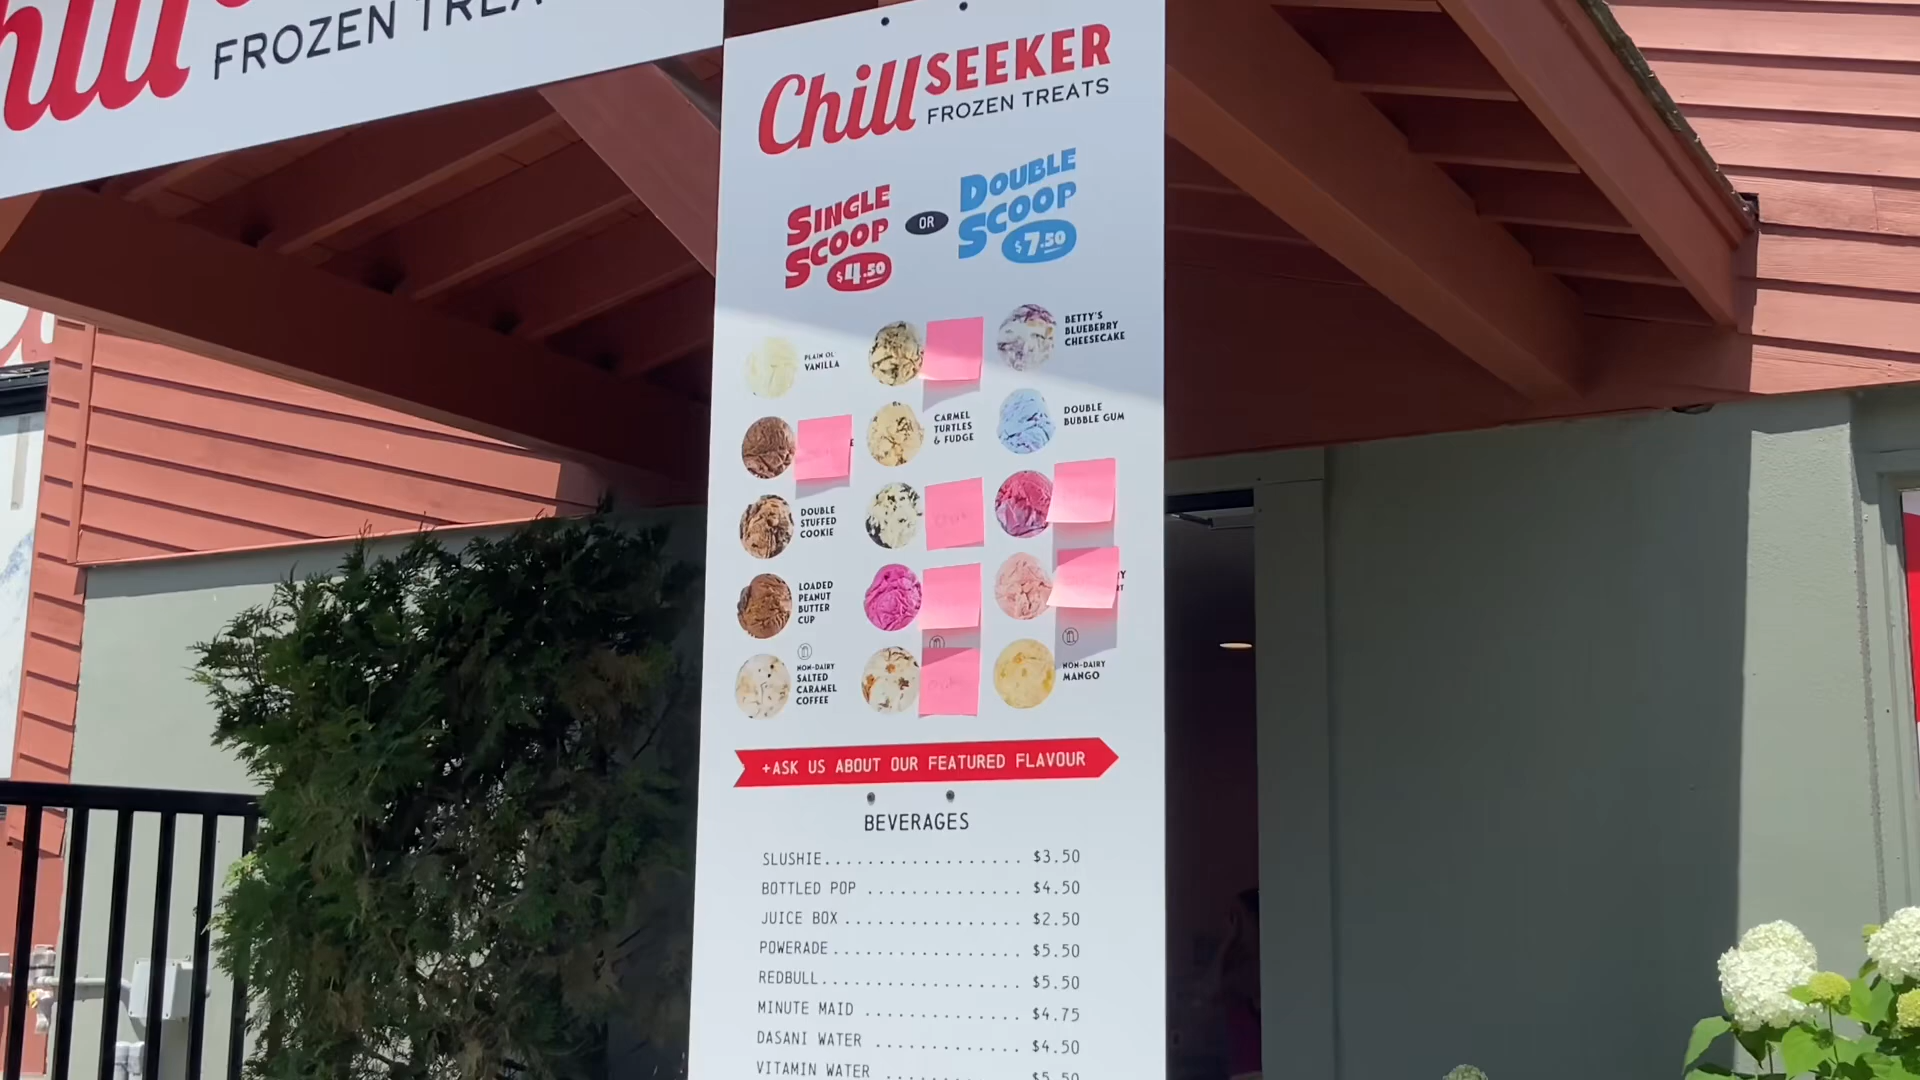 FROZEN
Chill SEEKER
FROZEN TREATS
SINGLE
SCOOP
$4.50
OR
DOUBLE
SCOOP
$7.50
PLAIN OL'
VANILLA
BETTY'S
BLUEBERRY
CHEESECAKE
CARMEL
TURTLES
& FUDGE
DOUBLE
BUBBLE GUM
DOUBLE
STUFFED
COOKIE
LOADED
PEANUT
BUTTER
CUP
NON-DAIRY
SALTED
CARAMEL
COFFEE
NON-DAIRY
MANGO
+ASK US ABOUT OUR FEATURED FLAVOUR
BEVERAGES
SLUSHIE................... $3.50
BOTTLED POP .............. $4.50
JUICE BOX ................. $2.50
POWERADE.................. $5.50
REDBULL................... $5.50
MINUTE MAID .............. $4.75
DASANI WATER ............. $4.50
VITAMIN WATER ............ $5.50